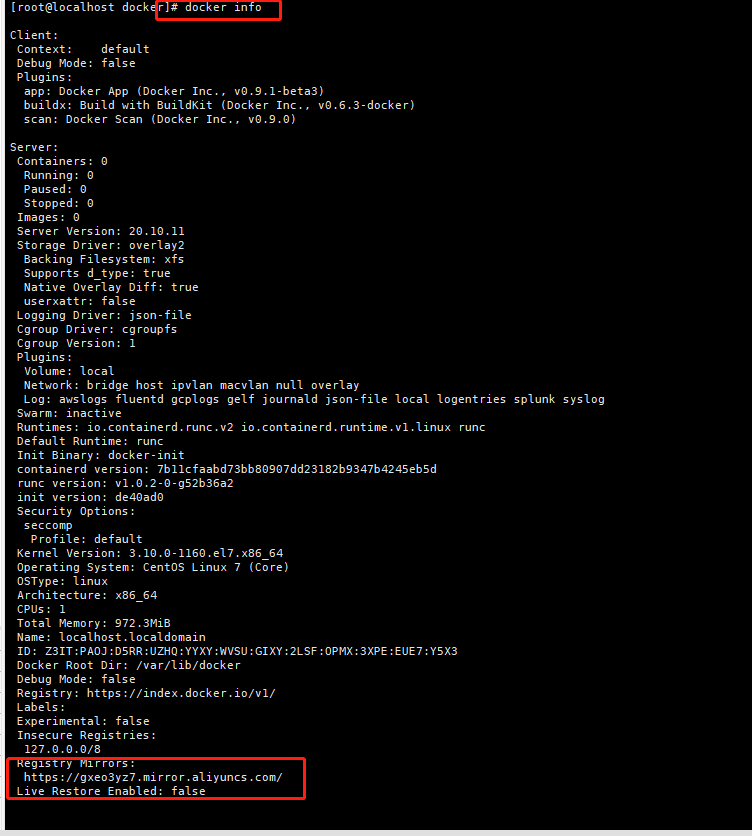 [root@localhost docker]# docker info
Client:
Context:    default
Debug Mode: false
Plugins:
app: Docker App (Docker Inc., v0.9.1-beta3)
buildx: Build with BuildKit (Docker Inc., v0.6.3-docker)
scan: Docker Scan (Docker Inc., v0.9.0)
Server:
Containers: 0
Running: 0
Paused: 0
Stopped: 0
Images: 0
Server Version: 20.10.11
Storage Driver: overlay2
Backing Filesystem: xfs
Supports d_type: true
Native Overlay Diff: true
userxattr: false
Logging Driver: json-file
Cgroup Driver: cgroupfs
Cgroup Version: 1
Plugins:
Volume: local
Network: bridge host ipvlan macvlan null overlay
Log: awslogs fluentd gcplogs gelf journald json-file local logentries splunk syslog
Swarm: inactive
Runtimes: io.containerd.runc.v2 io.containerd.runtime.v1.linux runc
Default Runtime: runc
Init Binary: docker-init
containerd version: 7b11cfaabd73bb80907dd23182b9347b4245eb5d
runc version: v1.0.2-0-g52b36a2
init version: de40ad0
Security Options:
seccomp
Profile: default
Kernel Version: 3.10.0-1160.el7.x86_64
Operating System: CentOS Linux 7 (Core)
OSType: linux
Architecture: x86_64
CPUs: 1
Total Memory: 972.3MiB
Name: localhost.localdomain
ID: Z3IT:PAOJ:D5RR:UZHQ:YYXY:WVSU:GIXY:2LSF:OPMX:3XPE:EUE7:Y5X3
Docker Root Dir: /var/lib/docker
Debug Mode: false
Registry: https://index.docker.io/v1/
Labels:
Experimental: false
Insecure Registries:
127.0.0.0/8
Registry Mirrors:
https://gxeo3yz7.mirror.aliyuncs.com/
Live Restore Enabled: false